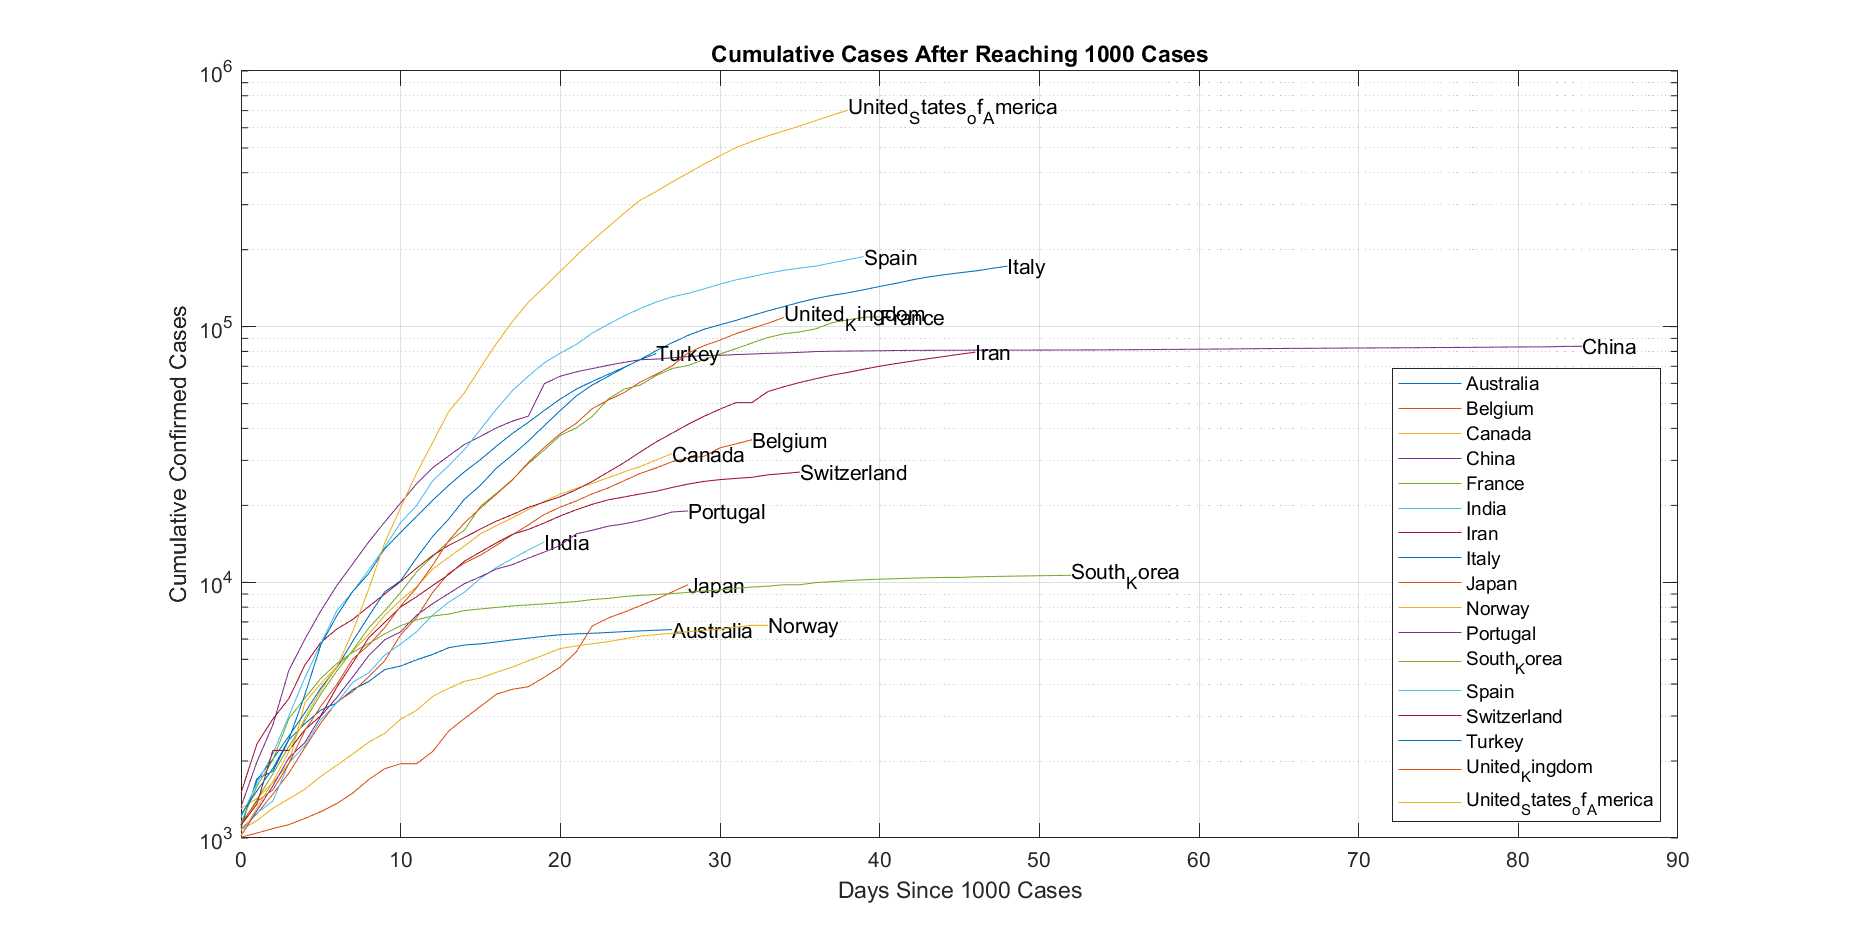 Cumulative Cases After Reaching 1000 Cases
Cumulative Confirmed Cases
10^6
10^5
10^4
10^3
United_States_of_America
Spain
Italy
United_Kingdom
France
Turkey
Iran
China
Belgium
Canada
Switzerland
Portugal
India
South_Korea
Japan
Australia
Norway
Australia
Belgium
Canada
China
France
India
Iran
Italy
Japan
Norway
Portugal
South_Korea
Spain
Switzerland
Turkey
United_Kingdom
United_States_of_America
0 10 20 30 40 50 60 70 80 90
Days Since 1000 Cases